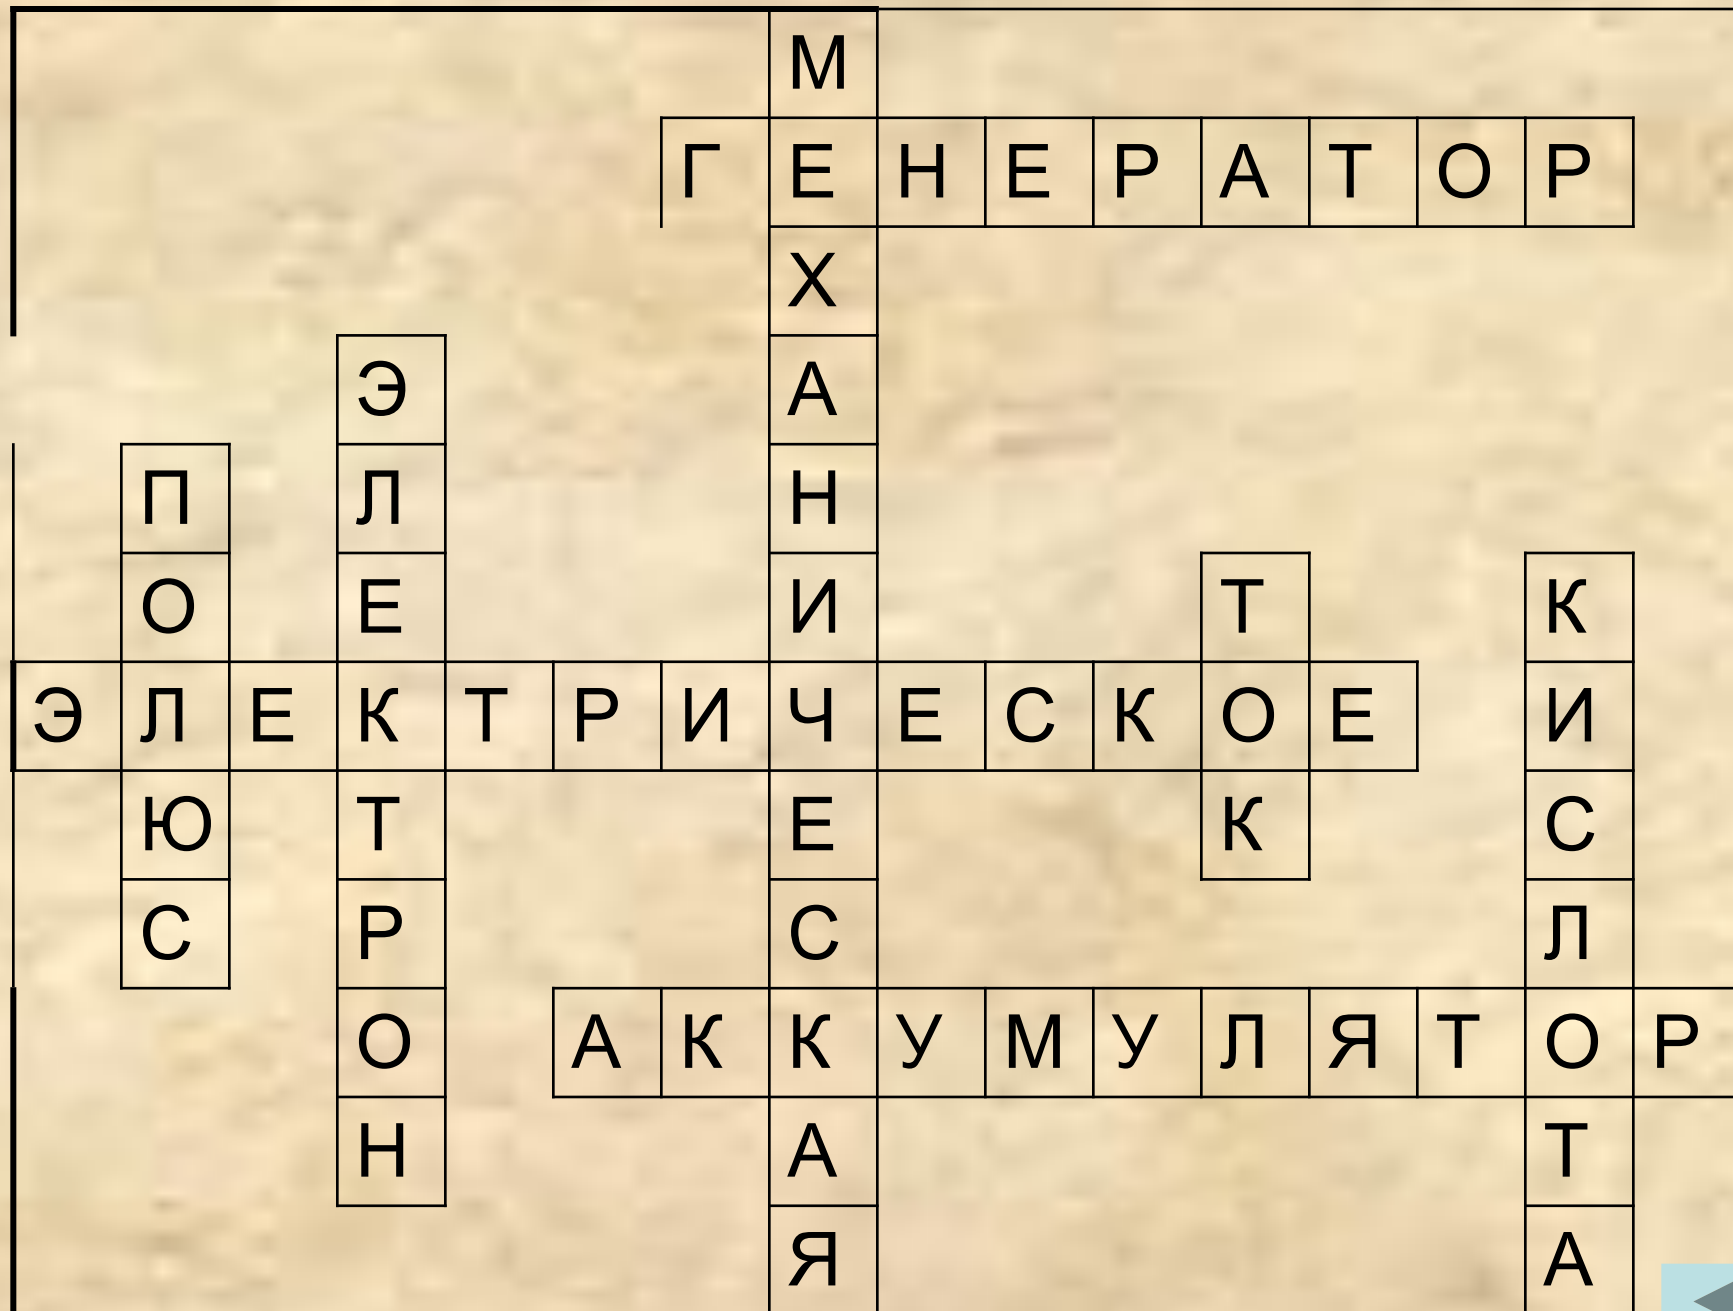 М
ГЕНЕРАТОР
Х
Э А
П Л Н
О Е И Т К
ЭЛЕКТРИЧЕСКОЕ И
Ю Т Е К С
С Р С Л
О АККУМУЛЯТОР
Н А Т
Я А